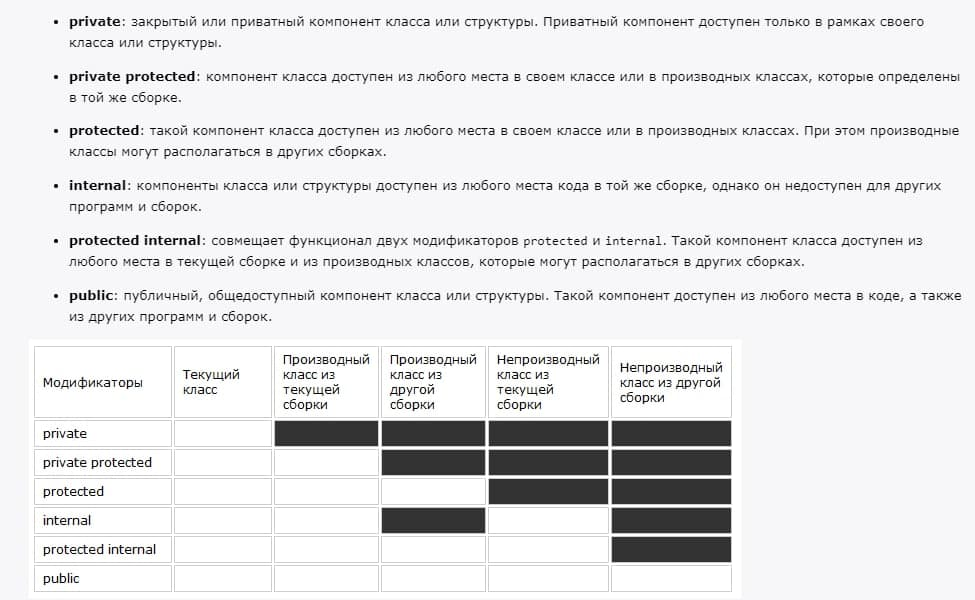 • private: закрытый или приватный компонент класса или структуры. Приватный компонент доступен только в рамках своего
класса или структуры.
• private protected: компонент класса доступен из любого места в своем классе или в производных классах, которые определены
в той же сборке.
• protected: такой компонент класса доступен из любого места в своем классе или в производных классах. При этом производные
классы могут располагаться в других сборках.
• internal: компоненты класса или структуры доступен из любого места кода в той же сборке, однако он недоступен для других
программ и сборок.
• protected internal: совмещает функционал двух модификаторов protected и internal. Такой компонент класса доступен из
любого места в текущей сборке и из производных классов, которые могут располагаться в других сборках.
• public: публичный, общедоступный компонент класса или структуры. Такой компонент доступен из любого места в коде, а также
из других программ и сборок.
Модификаторы
Текущий
класс
Производный
класс из
текущей
сборки
Производный
класс из
другой
сборки
Непроизводный
класс из
текущей
сборки
Непроизводный
класс из другой
сборки
private
private protected
protected
internal
protected internal
public